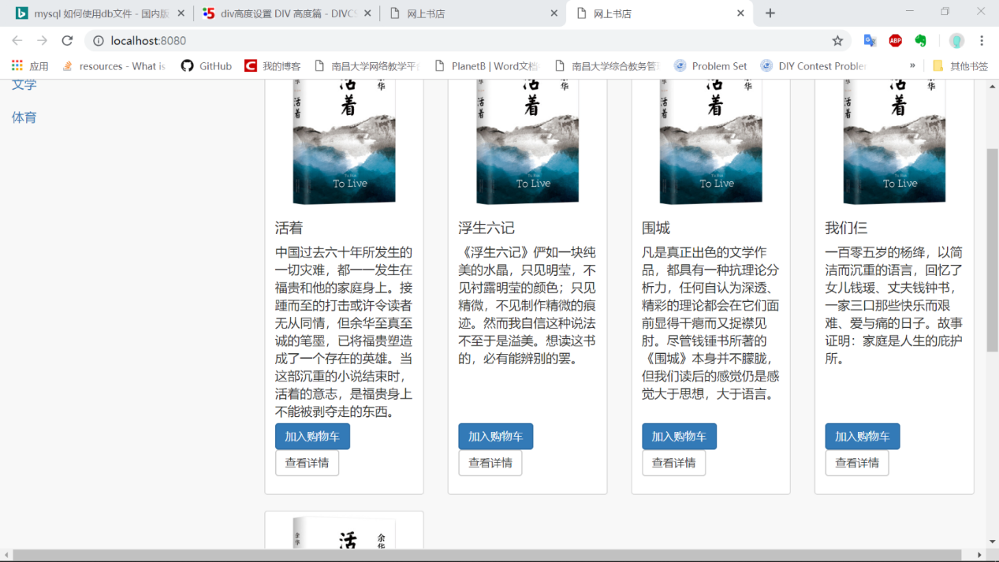 mysql 如何使用db文件 - 国内版
div高度设置 DIV 高度篇 - DIVCS
网上书店
网上书店
localhost:8080
应用
resources - What is
GitHub
我的博客
南昌大学网络教学平
PlanetB | Word文档
南昌大学综合教务管
Problem Set
DIY Contest Probler
»
其他书签
文学
体育
活着
余华
活着
To Live
活着
余华
活着
To Live
活着
余华
活着
To Live
活着
余华
活着
To Live
活着
中国过去六十年所发生的
一切灾难，都一一发生在
福贵和他的家庭身上。接
踵而至的打击或许令读者
无从同情，但余华至真至
诚的笔墨，已将福贵塑造
成了一个存在的英雄。当
这部沉重的小说结束时，
活着的意志，是福贵身上
不能被剥夺走的东西。
加入购物车
查看详情
浮生六记
《浮生六记》俨如一块纯
美的水晶，只见明莹，不
见衬露明莹的颜色；只见
精微，不见制作精微的痕
迹。然而我自信这种说法
不至于是溢美。想读这书
的，必有能辨别的罢。
加入购物车
查看详情
围城
凡是真正出色的文学作
品，都具有一种抗理论分
析力，任何自认为深透、
精彩的理论都会在它们面
前显得干瘪而又捉襟见
肘。尽管钱锺书所著的
《围城》本身并不朦胧，
但我们读后的感觉仍是感
觉大于思想，大于语言。
加入购物车
查看详情
我们仨
一百零五岁的杨绛，以简
洁而沉重的语言，回忆了
女儿钱瑗、丈夫钱钟书，
一家三口那些快乐而艰
难、爱与痛的日子。故事
证明：家庭是人生的庇护
所。
加入购物车
查看详情
余华
活
余华